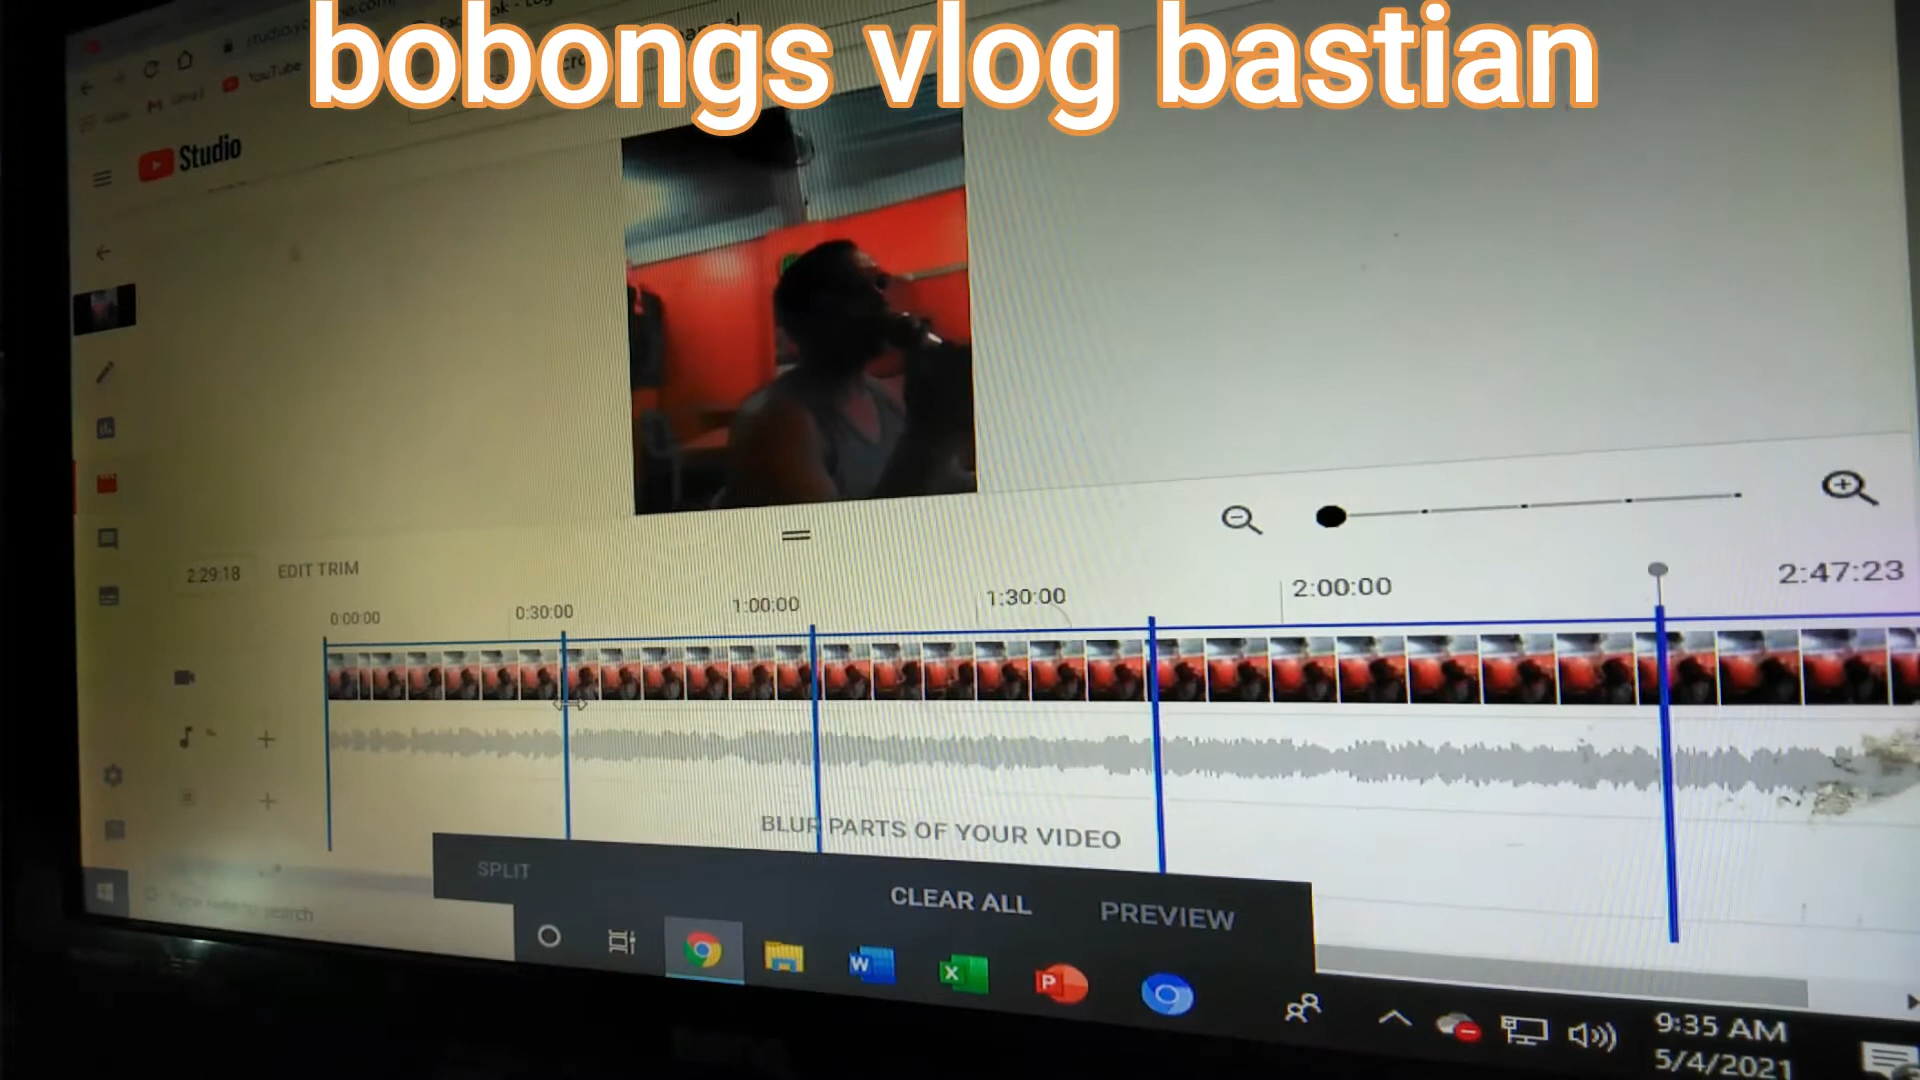 bobongs vlog bastian
YouTube
Studio
2:29:18
EDIT TRIM
0:00:00
0:30:00
1:00:00
1:30:00
2:00:00
2:47:23
BLUR PARTS OF YOUR VIDEO
SPLIT
CLEAR ALL
PREVIEW
search
9:35 AM
5/4/2021